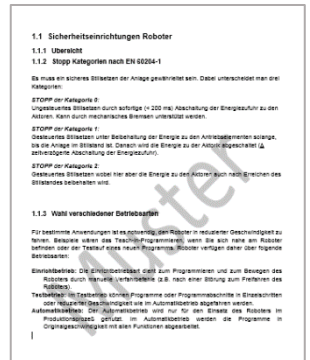 1.1 Sicherheitseinrichtungen Roboter
1.1.1 Übersicht
1.1.2 Stopp Kategorien nach EN 60204-1
Es muss ein sicheres Stillsetzen der Anlage gewährleitet sein. Dabei unterscheidet man drei
Kategorien:
STOPP der Kategorie 0:
Ungesteuertes Stillsetzen durch sofortige (< 200 ms) Abschaltung der Energiezufuhr zu den
Aktoren. Kann durch mechanisches Bremsen unterstützt werden.
STOPP der Kategorie 1:
Gesteuertes Stillsetzen unter Beibehaltung der Energie zu den Antriebselementen solange,
bis die Anlage im Stillstand ist. Danach wird die Energie zu der Aktorik abgeschaltet (
zeitverzögerte Abschaltung der Energiezufuhr).
STOPP der Kategorie 2:
Gesteuertes Stillsetzen wobei hier aber die Energie zu den Aktoren auch nach Erreichen des
Stillstandes beibehalten wird.
1.1.3 Wahl verschiedener Betriebsarten
Für bestimmte Anwendungen ist es notwendig, den Roboter in reduzierter Geschwindigkeit zu
fahren. Beispiele wären das Teach-In-Programmieren, wenn Sie sich nahe am Roboter
befinden oder der Testlauf eines neuen Programms. Roboter verfügen daher über folgende
Betriebsarten:
Einrichtbetrieb: Die Einrichtbetriebsart dient zum Programmieren und zum Bewegen des
Roboters durch manuelle Verfahrbefehle (z.B. nach einer Störung zum Freifahren des
Roboters).
Testbetrieb: Im Testbetrieb können Programme oder Programmabschnitte in Einzelschritten
oder reduzierter Geschwindigkeit wie im Automatikbetrieb abgefahren werden.
Automatikbetrieb: Der Automatikbetrieb wird nur für den Einsatz des Roboters im
Produktionsprozeß genutzt. Im Automatikbetrieb werden die Programme in
Originalgeschwindigkeit mit allen Funktionen abgearbeitet.
Muster